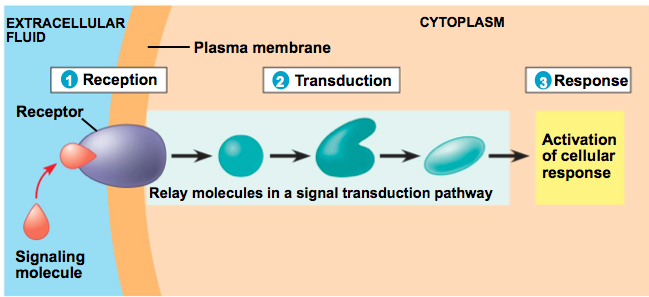 EXTRACELLULAR
FLUID
CYTOPLASM
Plasma membrane
1 Reception
2 Transduction
3 Response
Receptor
Activation
of cellular
response
Relay molecules in a signal transduction pathway
Signaling
molecule